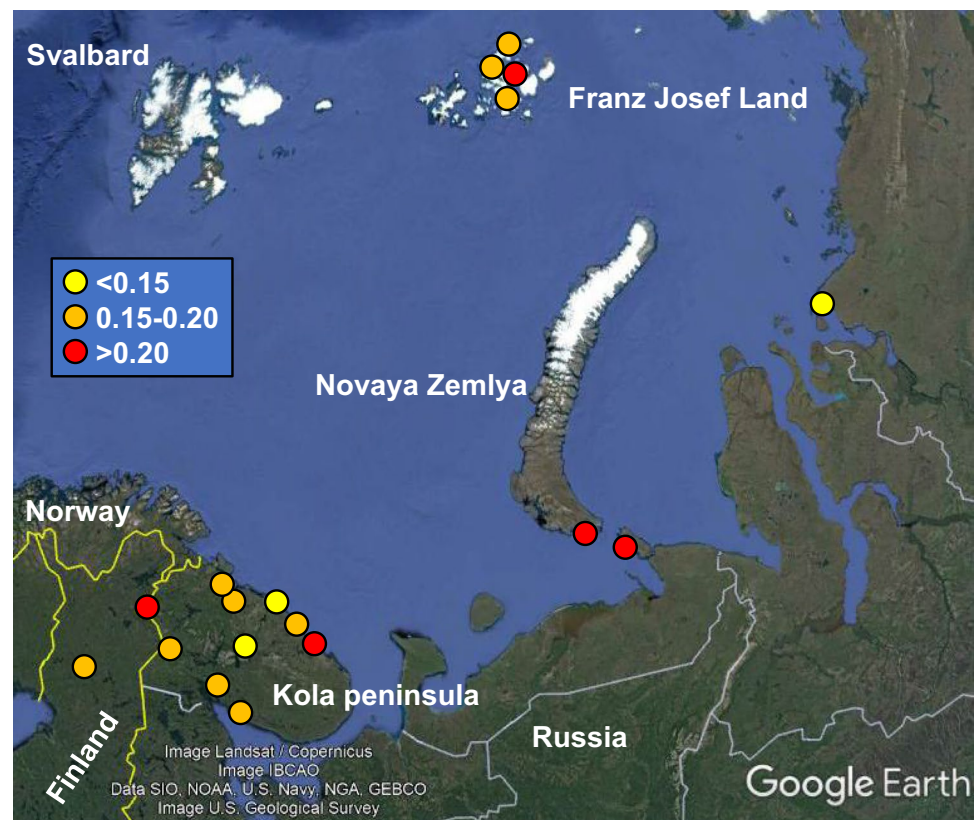 Svalbard
Franz Josef Land
<0.15
0.15-0.20
>0.20
Novaya Zemlya
Norway
Kola peninsula
Finland
Russia
Image Landsat / Copernicus
Image IBCAO
Data SIO, NOAA, U.S. Navy, NGA, GEBCO
Image U.S. Geological Survey
Google Earth